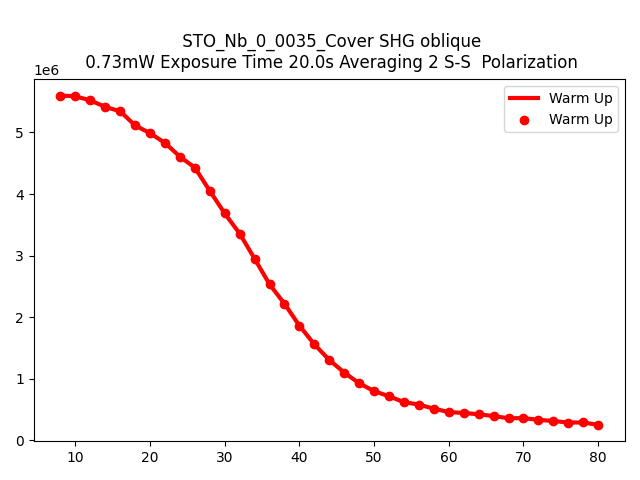 STO_Nb_0_0035_Cover SHG oblique
0.73mW Exposure Time 20.0s Averaging 2 S-S  Polarization
1e6
Warm Up
Warm Up
5
4
3
2
1
0
10 20 30 40 50 60 70 80